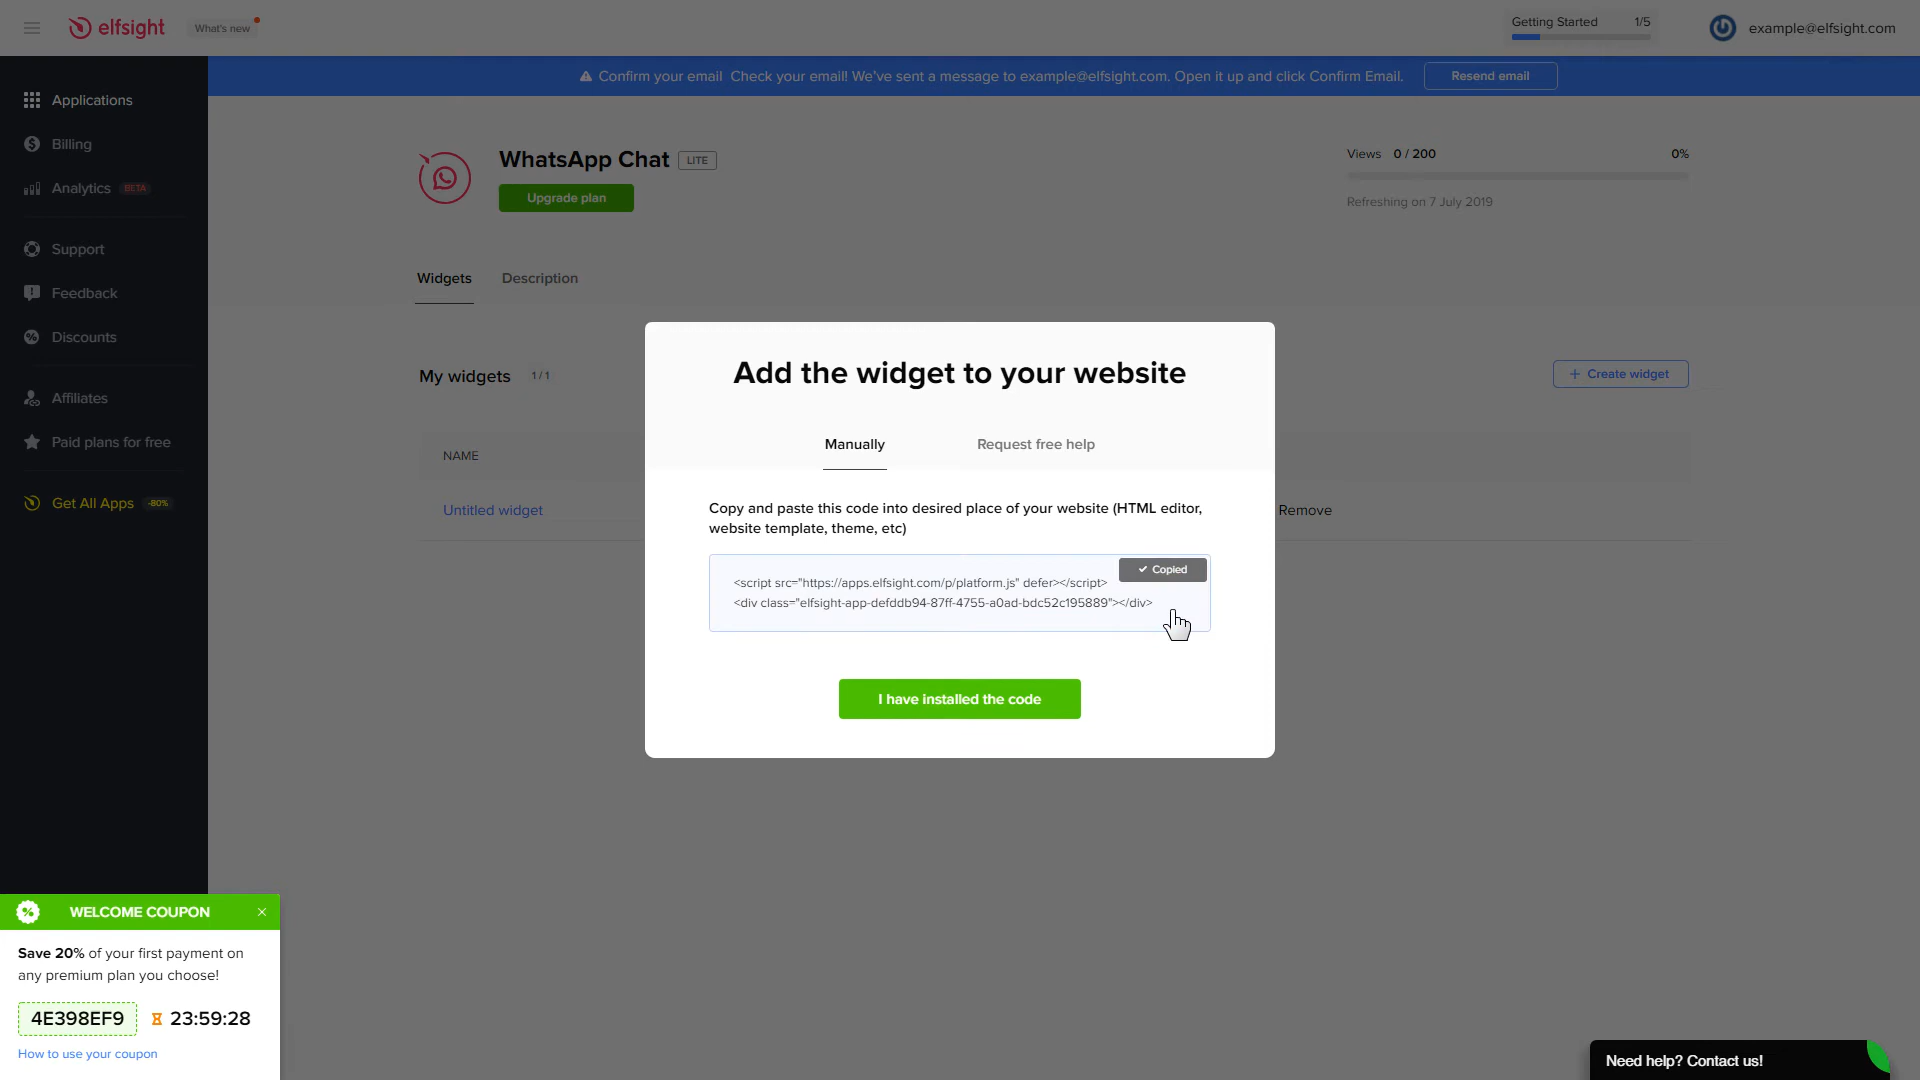 elfsight
What's new
Getting Started 1/5
example@elfsight.com
Confirm your email Check your email! We've sent a message to example@elfsight.com. Open it up and click Confirm Email.
Resend email
Applications
Billing
Analytics BETA
Support
Feedback
Discounts
Affiliates
Paid plans for free
Get All Apps -80%
WhatsApp Chat LITE
Upgrade plan
Views 0 / 200 0%
Refreshing on 7 July 2019
Widgets Description
My widgets 1 / 1
+ Create widget
NAME
Untitled widget
Remove
Add the widget to your website
Manually Request free help
Copy and paste this code into desired place of your website (HTML editor,
website template, theme, etc)
Copied
<script src="https://apps.elfsight.com/p/platform.js" defer></script>
<div class="elfsight-app-defddb94-87ff-4755-a0ad-bdc52c195889"></div>
I have installed the code
WELCOME COUPON
Save 20% of your first payment on
any premium plan you choose!
4E398EF9 23:59:28
How to use your coupon
Need help? Contact us!